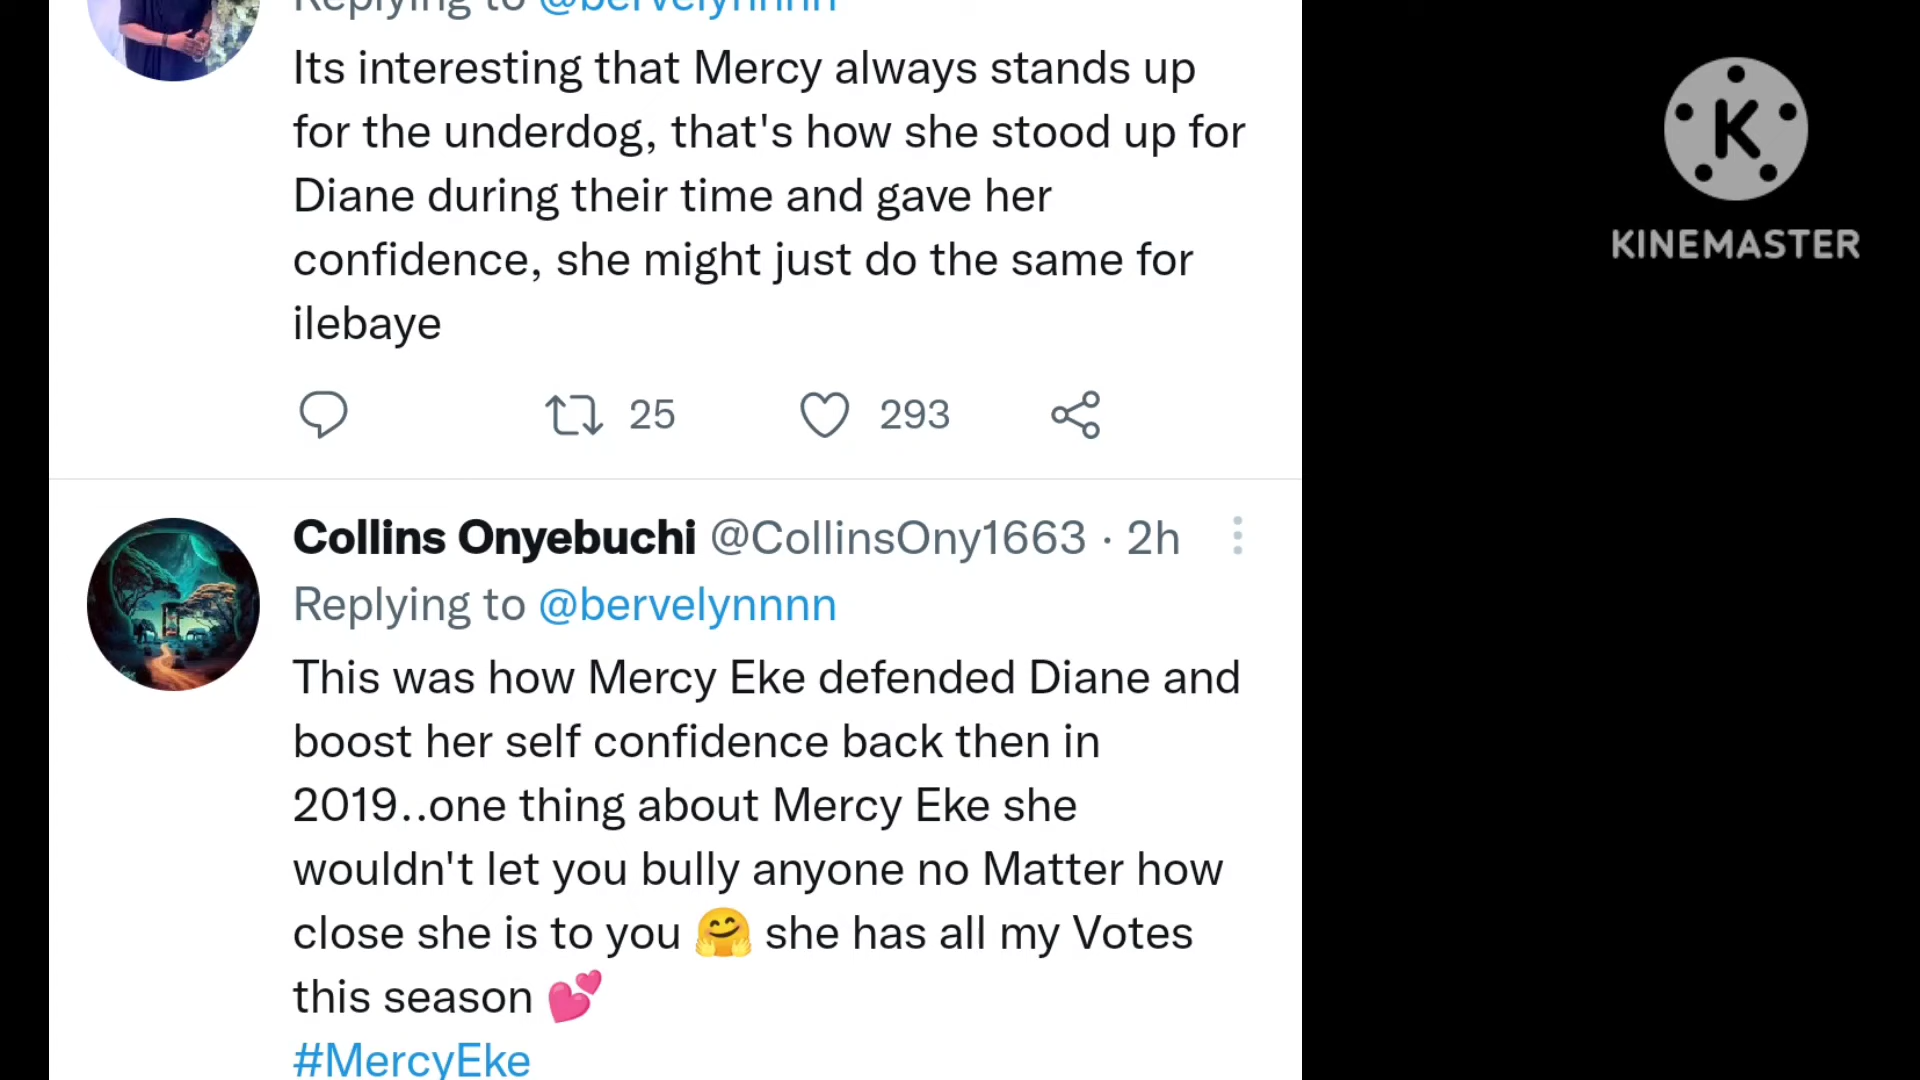 Replying to @bervelynnnn
Its interesting that Mercy always stands up
for the underdog, that's how she stood up for
Diane during their time and gave her
confidence, she might just do the same for
ilebaye
25 293
Collins Onyebuchi @CollinsOny1663 · 2h
Replying to @bervelynnnn
This was how Mercy Eke defended Diane and
boost her self confidence back then in
2019..one thing about Mercy Eke she
wouldn't let you bully anyone no Matter how
close she is to you 🤗 she has all my Votes
this season 💕
#MercyEke
K
KINEMASTER